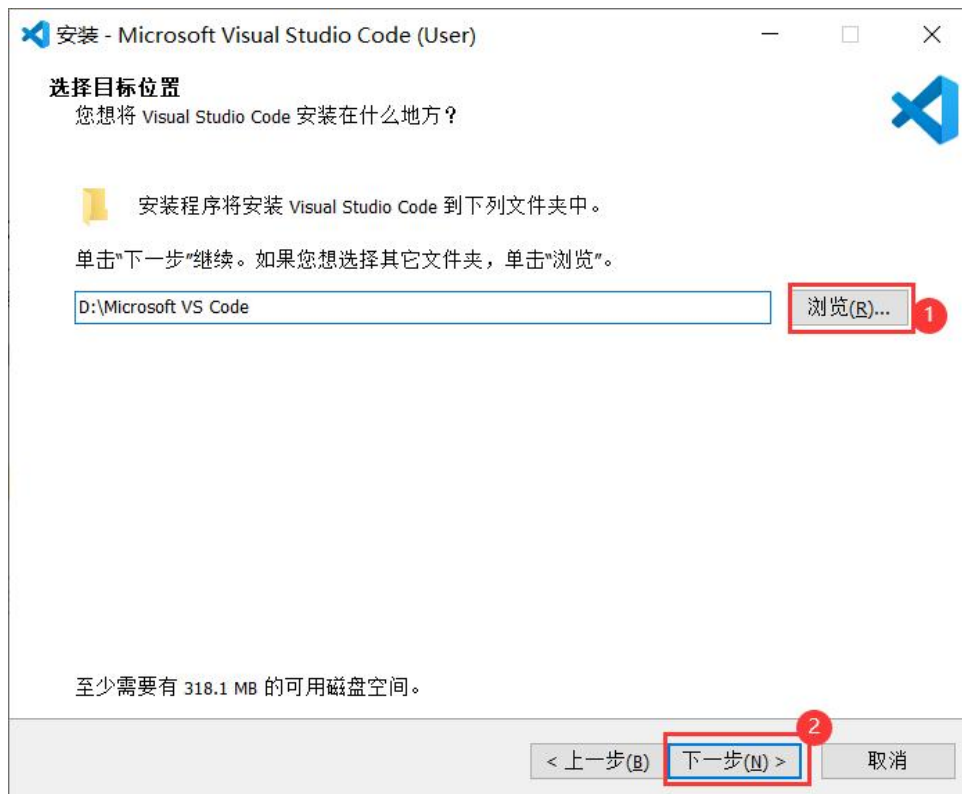 安装 - Microsoft Visual Studio Code (User)
选择目标位置
您想将 Visual Studio Code 安装在什么地方？
安装程序将安装 Visual Studio Code 到下列文件夹中。
单击“下一步”继续。如果您想选择其它文件夹，单击“浏览”。
D:\Microsoft VS Code
浏览(R)...
1
至少需要有 318.1 MB 的可用磁盘空间。
2
< 上一步(B)
下一步(N) >
取消